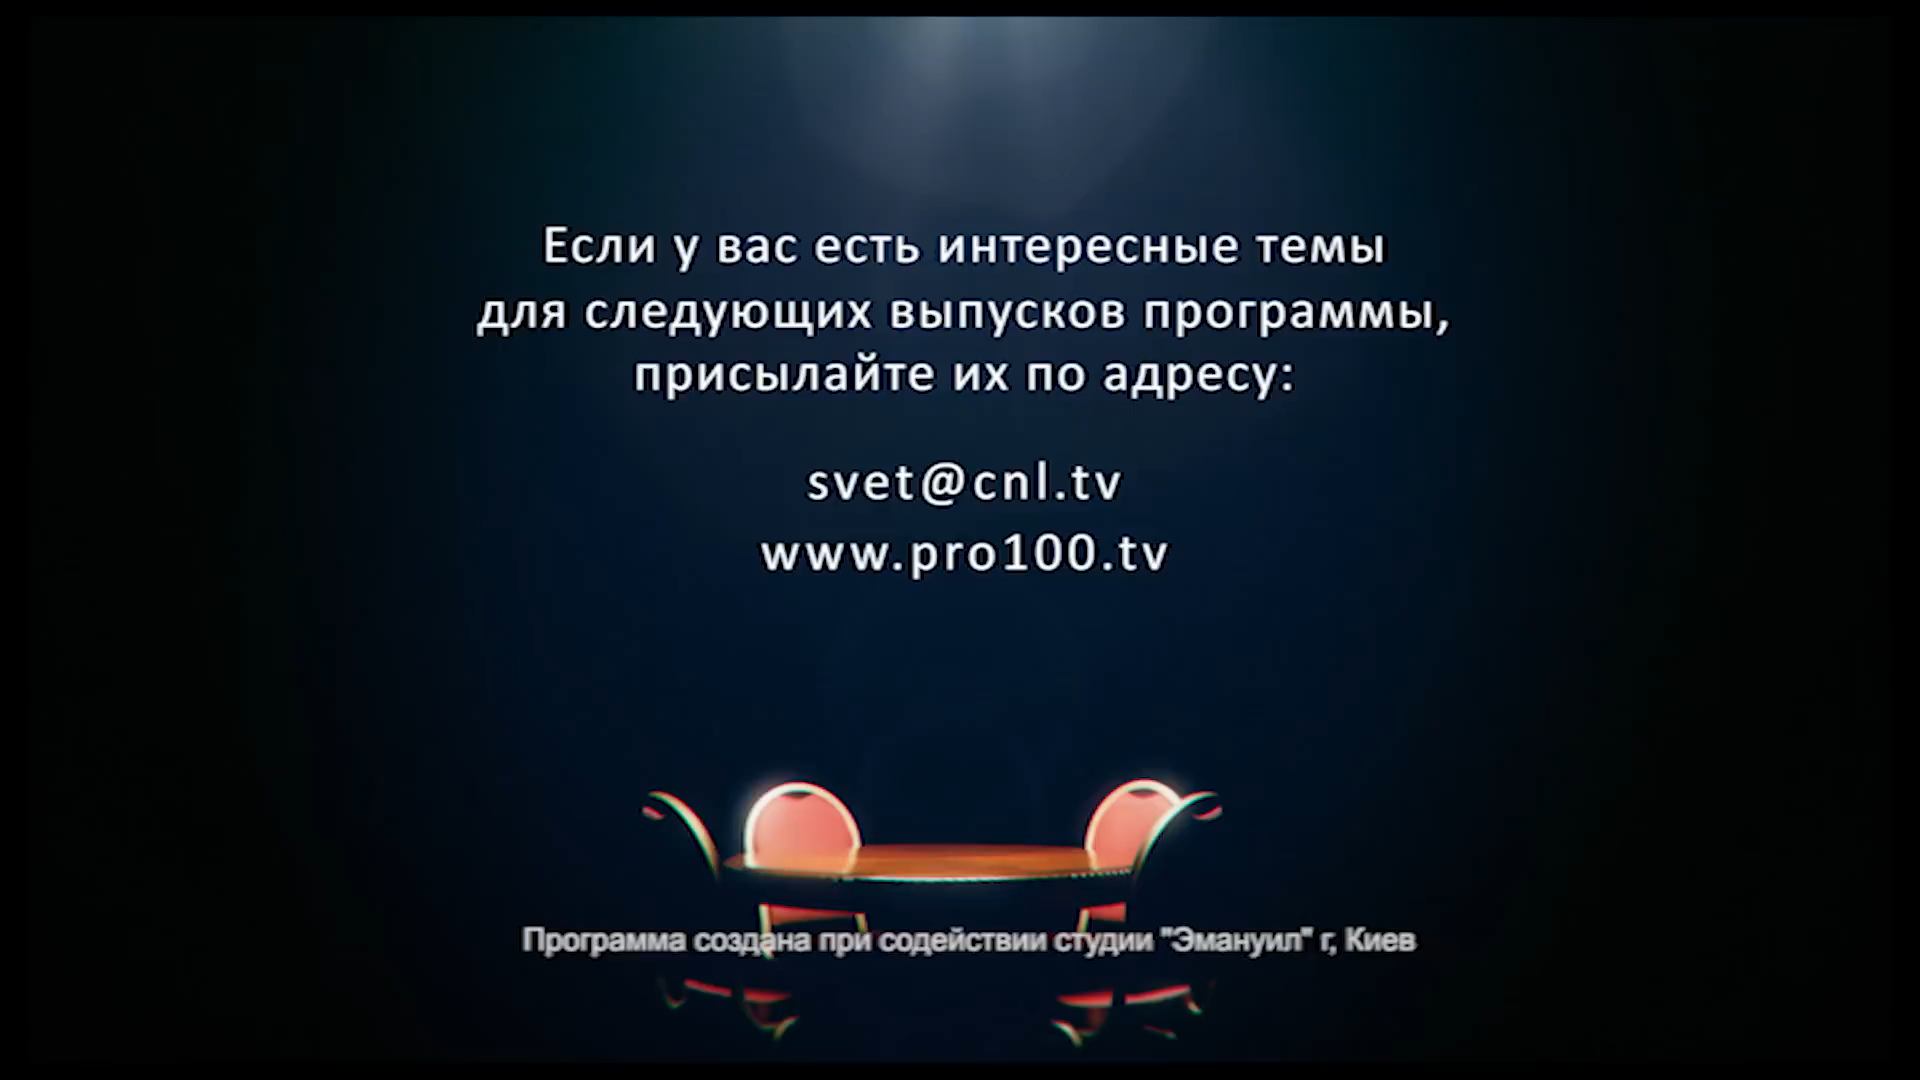 Если у вас есть интересные темы
для следующих выпусков программы,
присылайте их по адресу:
svet@cnl.tv
www.pro100.tv
Программа создана при содействии студии "Эмануил" г, Киев